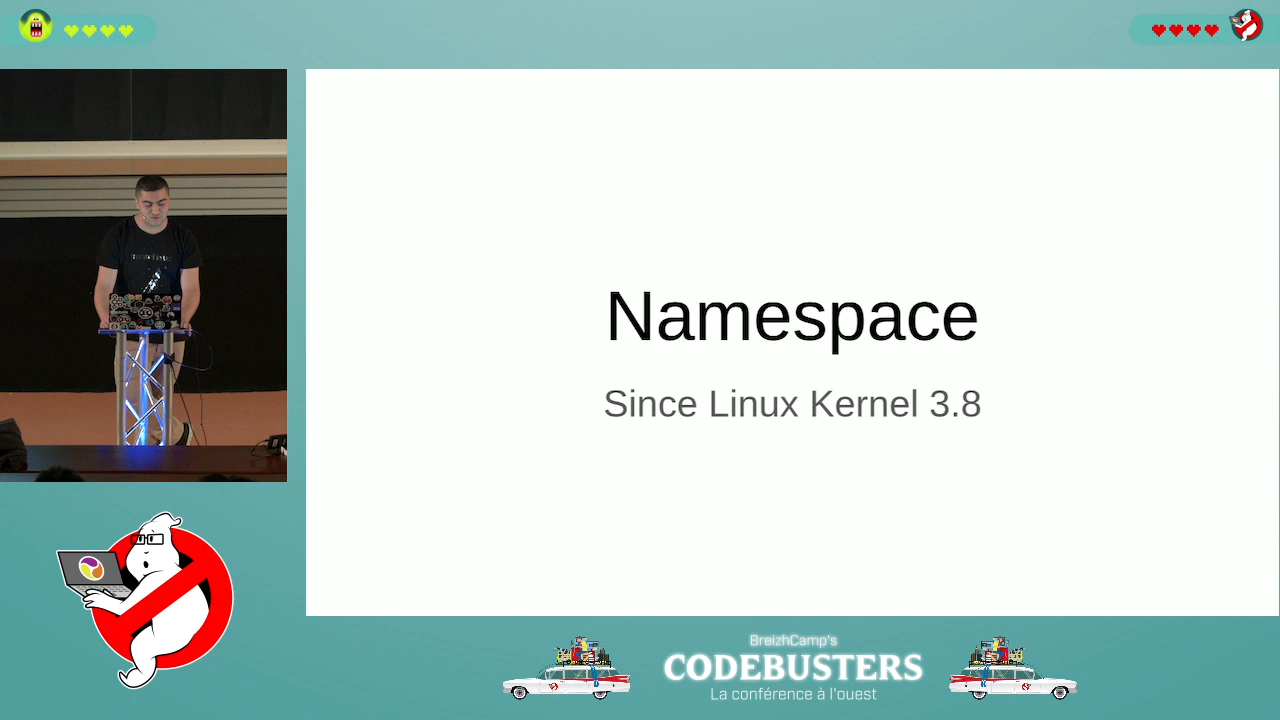 Namespace
Since Linux Kernel 3.8
BreizhCamp's
CODEBUSTERS
La conférence à l'ouest